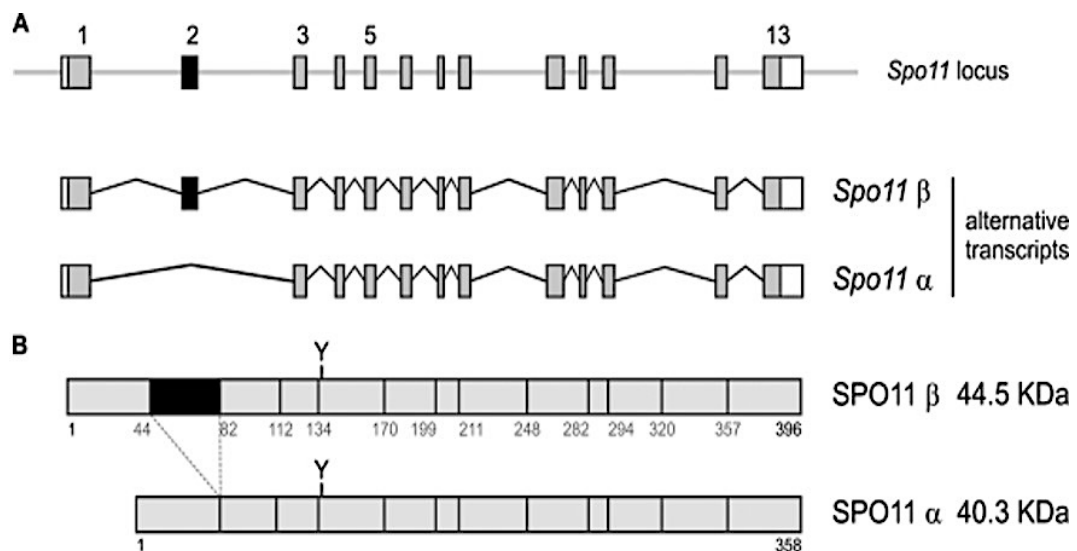 A
1 2 3 5 13
Spo11 locus
Spo11 β
alternative
transcripts
Spo11 α
B
Y
SPO11 β 44.5 KDa
1 44 82 112 134 170 199 211 248 282 294 320 357 396
Y
SPO11 α 40.3 KDa
1 358